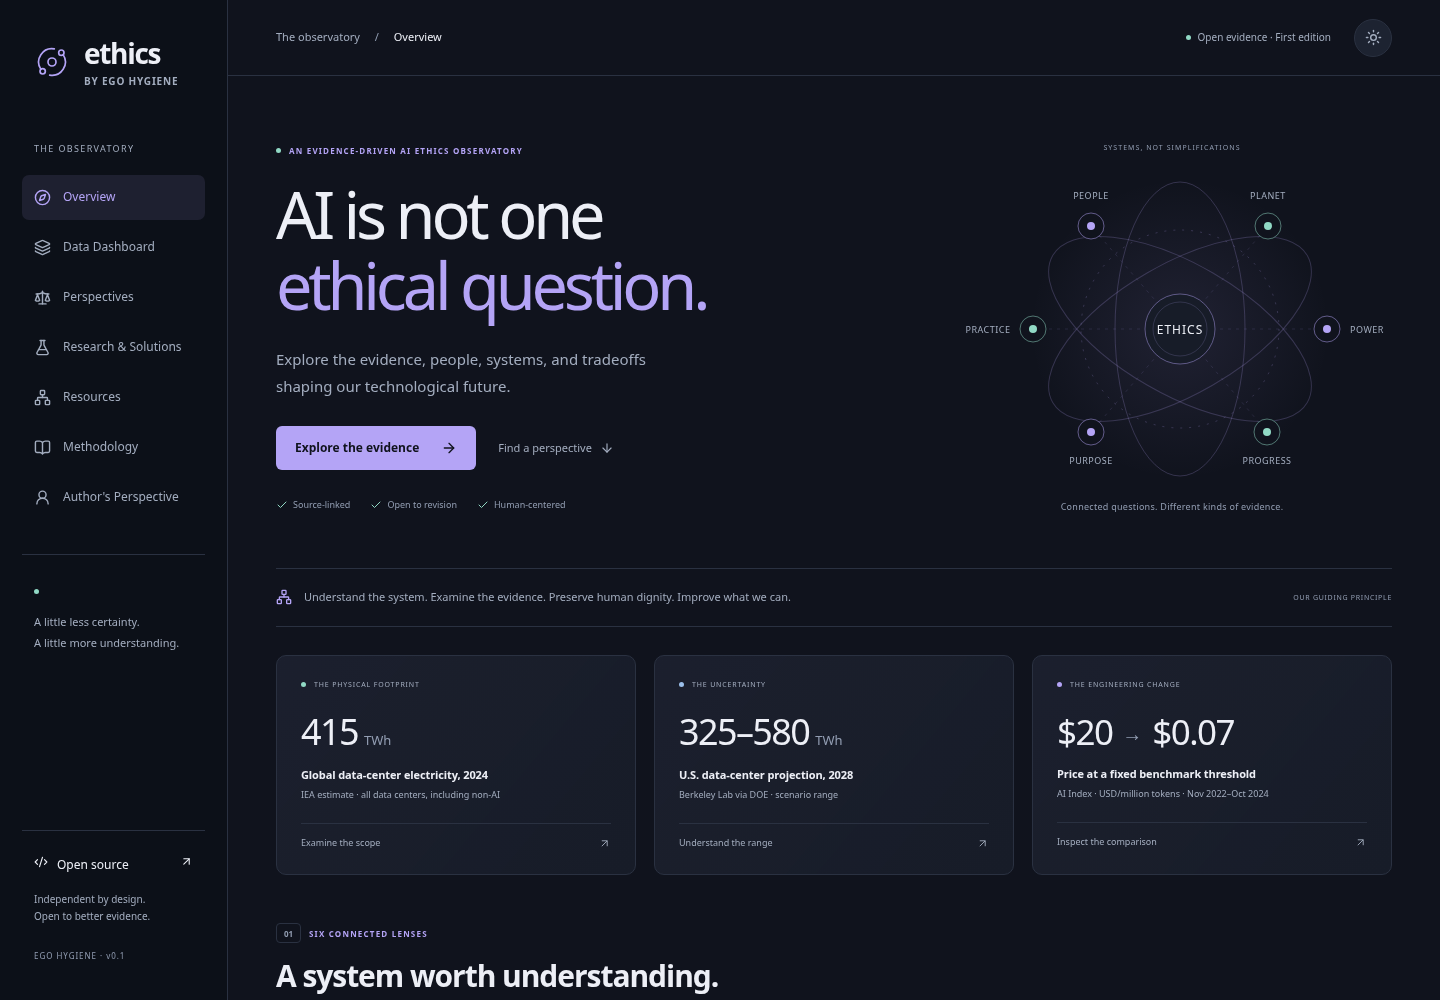 ethics
BY EGO HYGIENE
THE OBSERVATORY
Overview
Data Dashboard
Perspectives
Research & Solutions
Resources
Methodology
Author's Perspective
A little less certainty.
A little more understanding.
Open source
Independent by design.
Open to better evidence.
EGO HYGIENE · v0.1
The observatory / Overview
Open evidence · First edition
AN EVIDENCE-DRIVEN AI ETHICS OBSERVATORY
AI is not one
ethical question.
Explore the evidence, people, systems, and tradeoffs
shaping our technological future.
Explore the evidence →
Find a perspective ↓
Source-linked
Open to revision
Human-centered
SYSTEMS, NOT SIMPLIFICATIONS
PEOPLE
PLANET
PRACTICE
ETHICS
POWER
PURPOSE
PROGRESS
Connected questions. Different kinds of evidence.
Understand the system. Examine the evidence. Preserve human dignity. Improve what we can.
OUR GUIDING PRINCIPLE
THE PHYSICAL FOOTPRINT
415 TWh
Global data-center electricity, 2024
IEA estimate · all data centers, including non-AI
Examine the scope
THE UNCERTAINTY
325–580 TWh
U.S. data-center projection, 2028
Berkeley Lab via DOE · scenario range
Understand the range
THE ENGINEERING CHANGE
$20 → $0.07
Price at a fixed benchmark threshold
AI Index · USD/million tokens · Nov 2022–Oct 2024
Inspect the comparison
01 SIX CONNECTED LENSES
A system worth understanding.